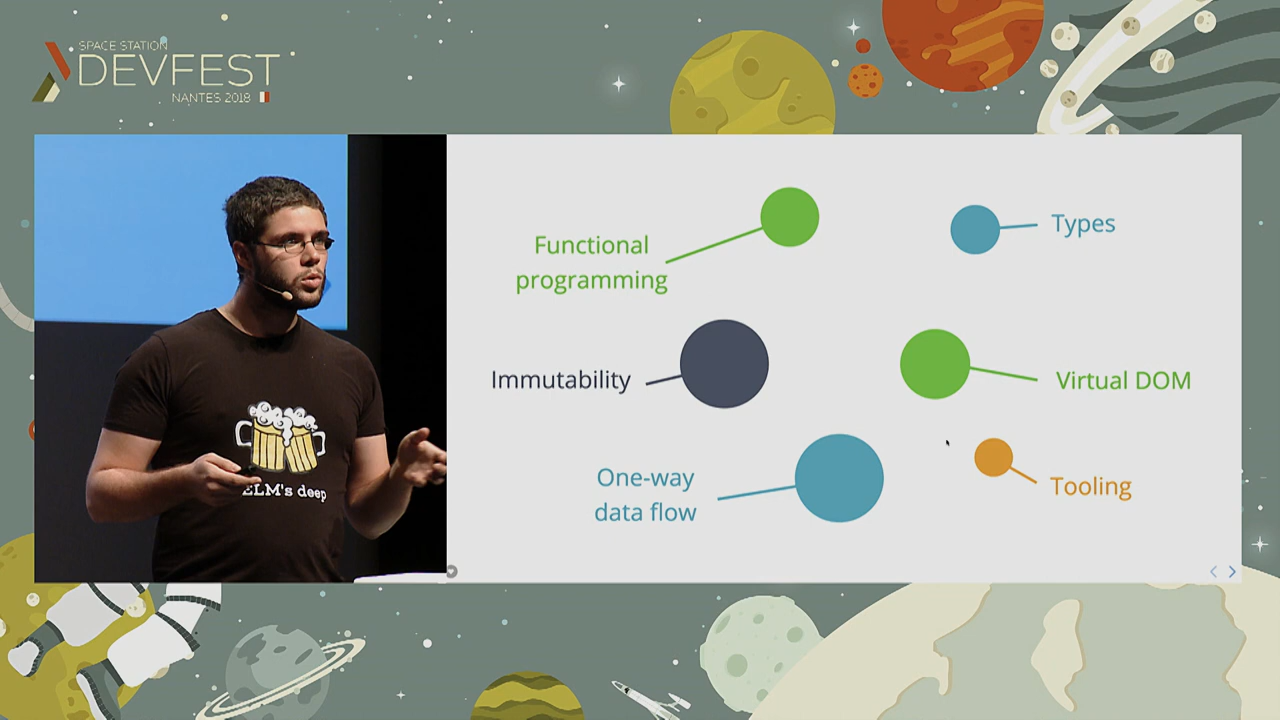 SPACE STATION
DEVFEST
NANTES 2018
Functional
programming
Types
Immutability
Virtual DOM
One-way
data flow
Tooling
ELM's deep